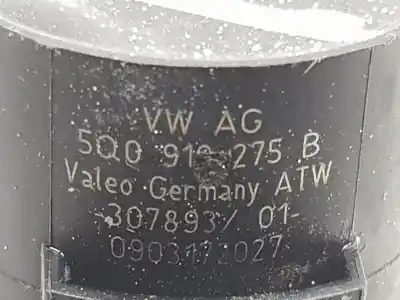 VW AG
5Q0 919 275 B
Valeo Germany ATW
307893/ 01-
0903172027